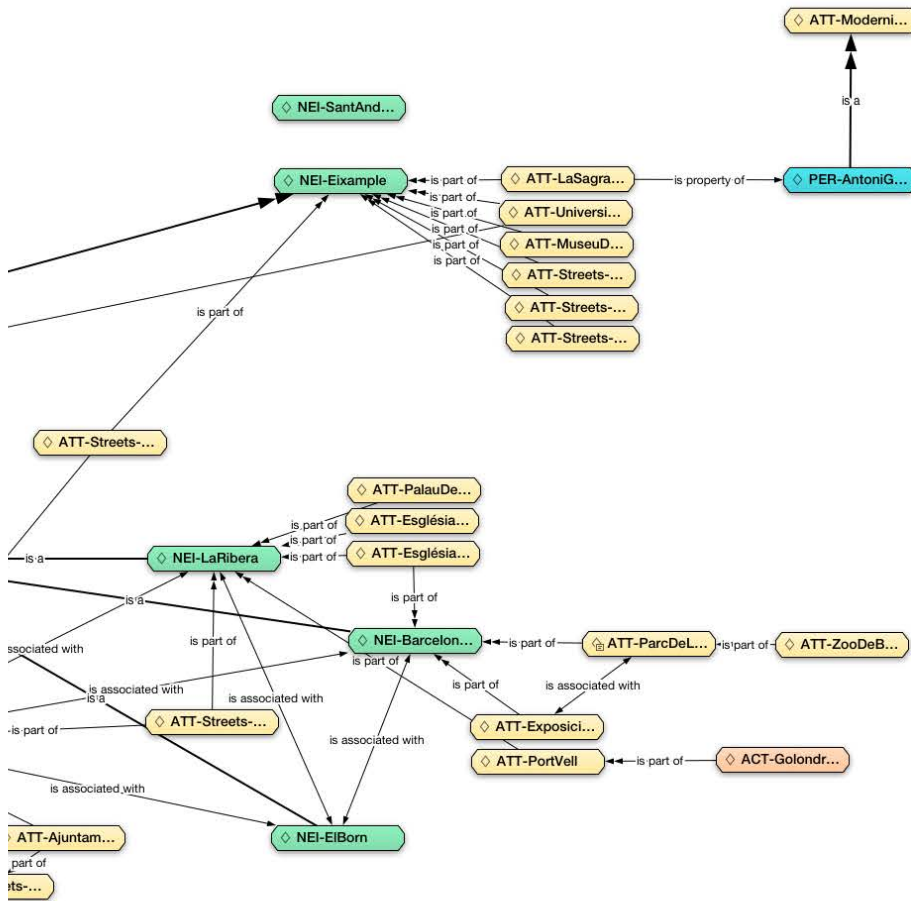 ATT-Moderni...
is a
NEI-SantAnd...
NEI-Eixample
is part of
ATT-LaSagra...
is property of
PER-AntoniG...
is part of
ATT-Universi...
is part of
ATT-MuseuD...
is part of
is part of
ATT-Streets-...
is part of
ATT-Streets-...
is part of
ATT-Streets-...
ATT-Streets-...
ATT-PalauDe...
is part of
ATT-Església...
is part of
ATT-Església...
is part of
is a
NEI-LaRibera
is a
is part of
is part of
NEI-Barcelon...
is part of
ATT-ParcDeL...
is part of
ATT-ZooDeB...
associated with
is part of
is part of
is associated with
is a
is associated with
is associated with
ATT-Streets-...
is part of
ATT-Exposici...
is associated with
ATT-PortVell
is part of
ACT-Golondr...
is associated with
NEI-ElBorn
ATT-Ajuntam...
part of
ets-...